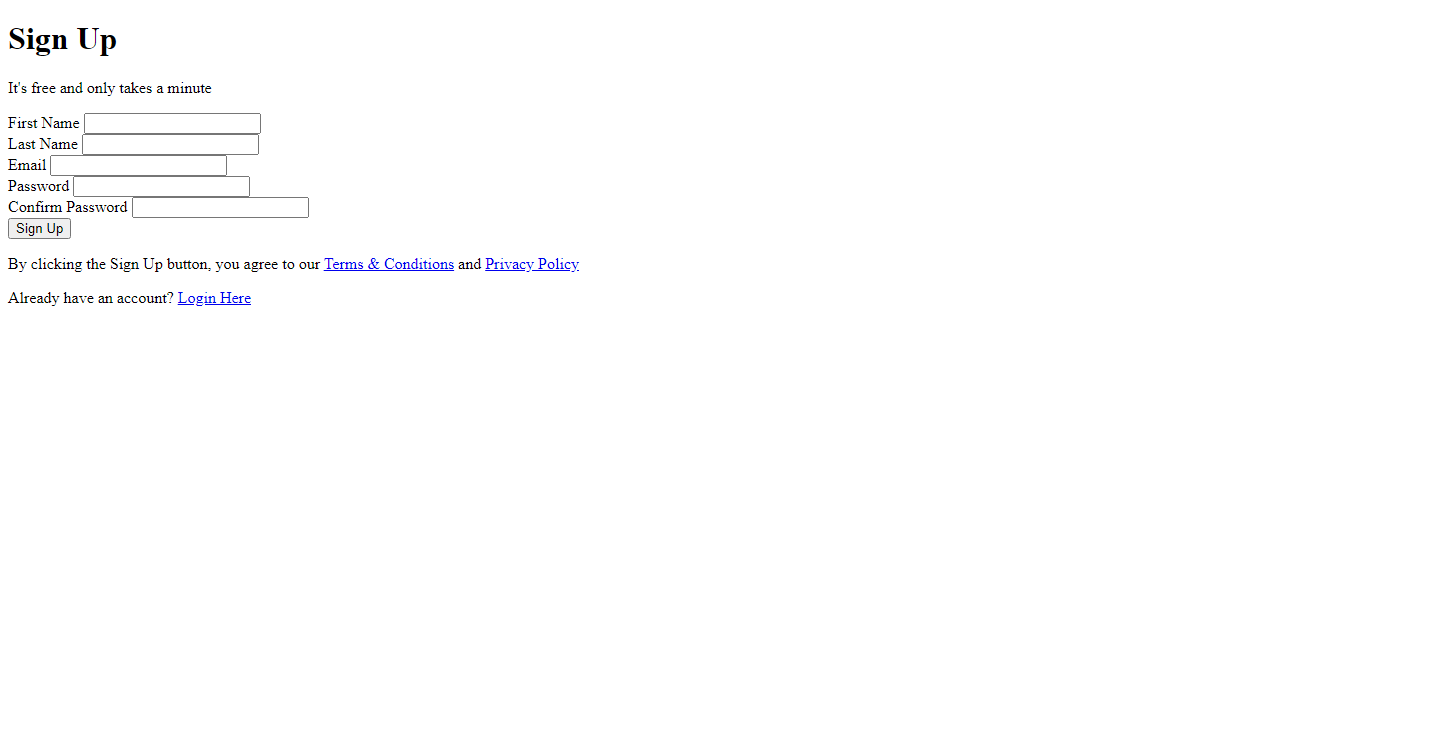 Sign Up
It's free and only takes a minute
First Name
Last Name
Email
Password
Confirm Password
Sign Up
By clicking the Sign Up button, you agree to our Terms & Conditions and Privacy Policy
Already have an account? Login Here